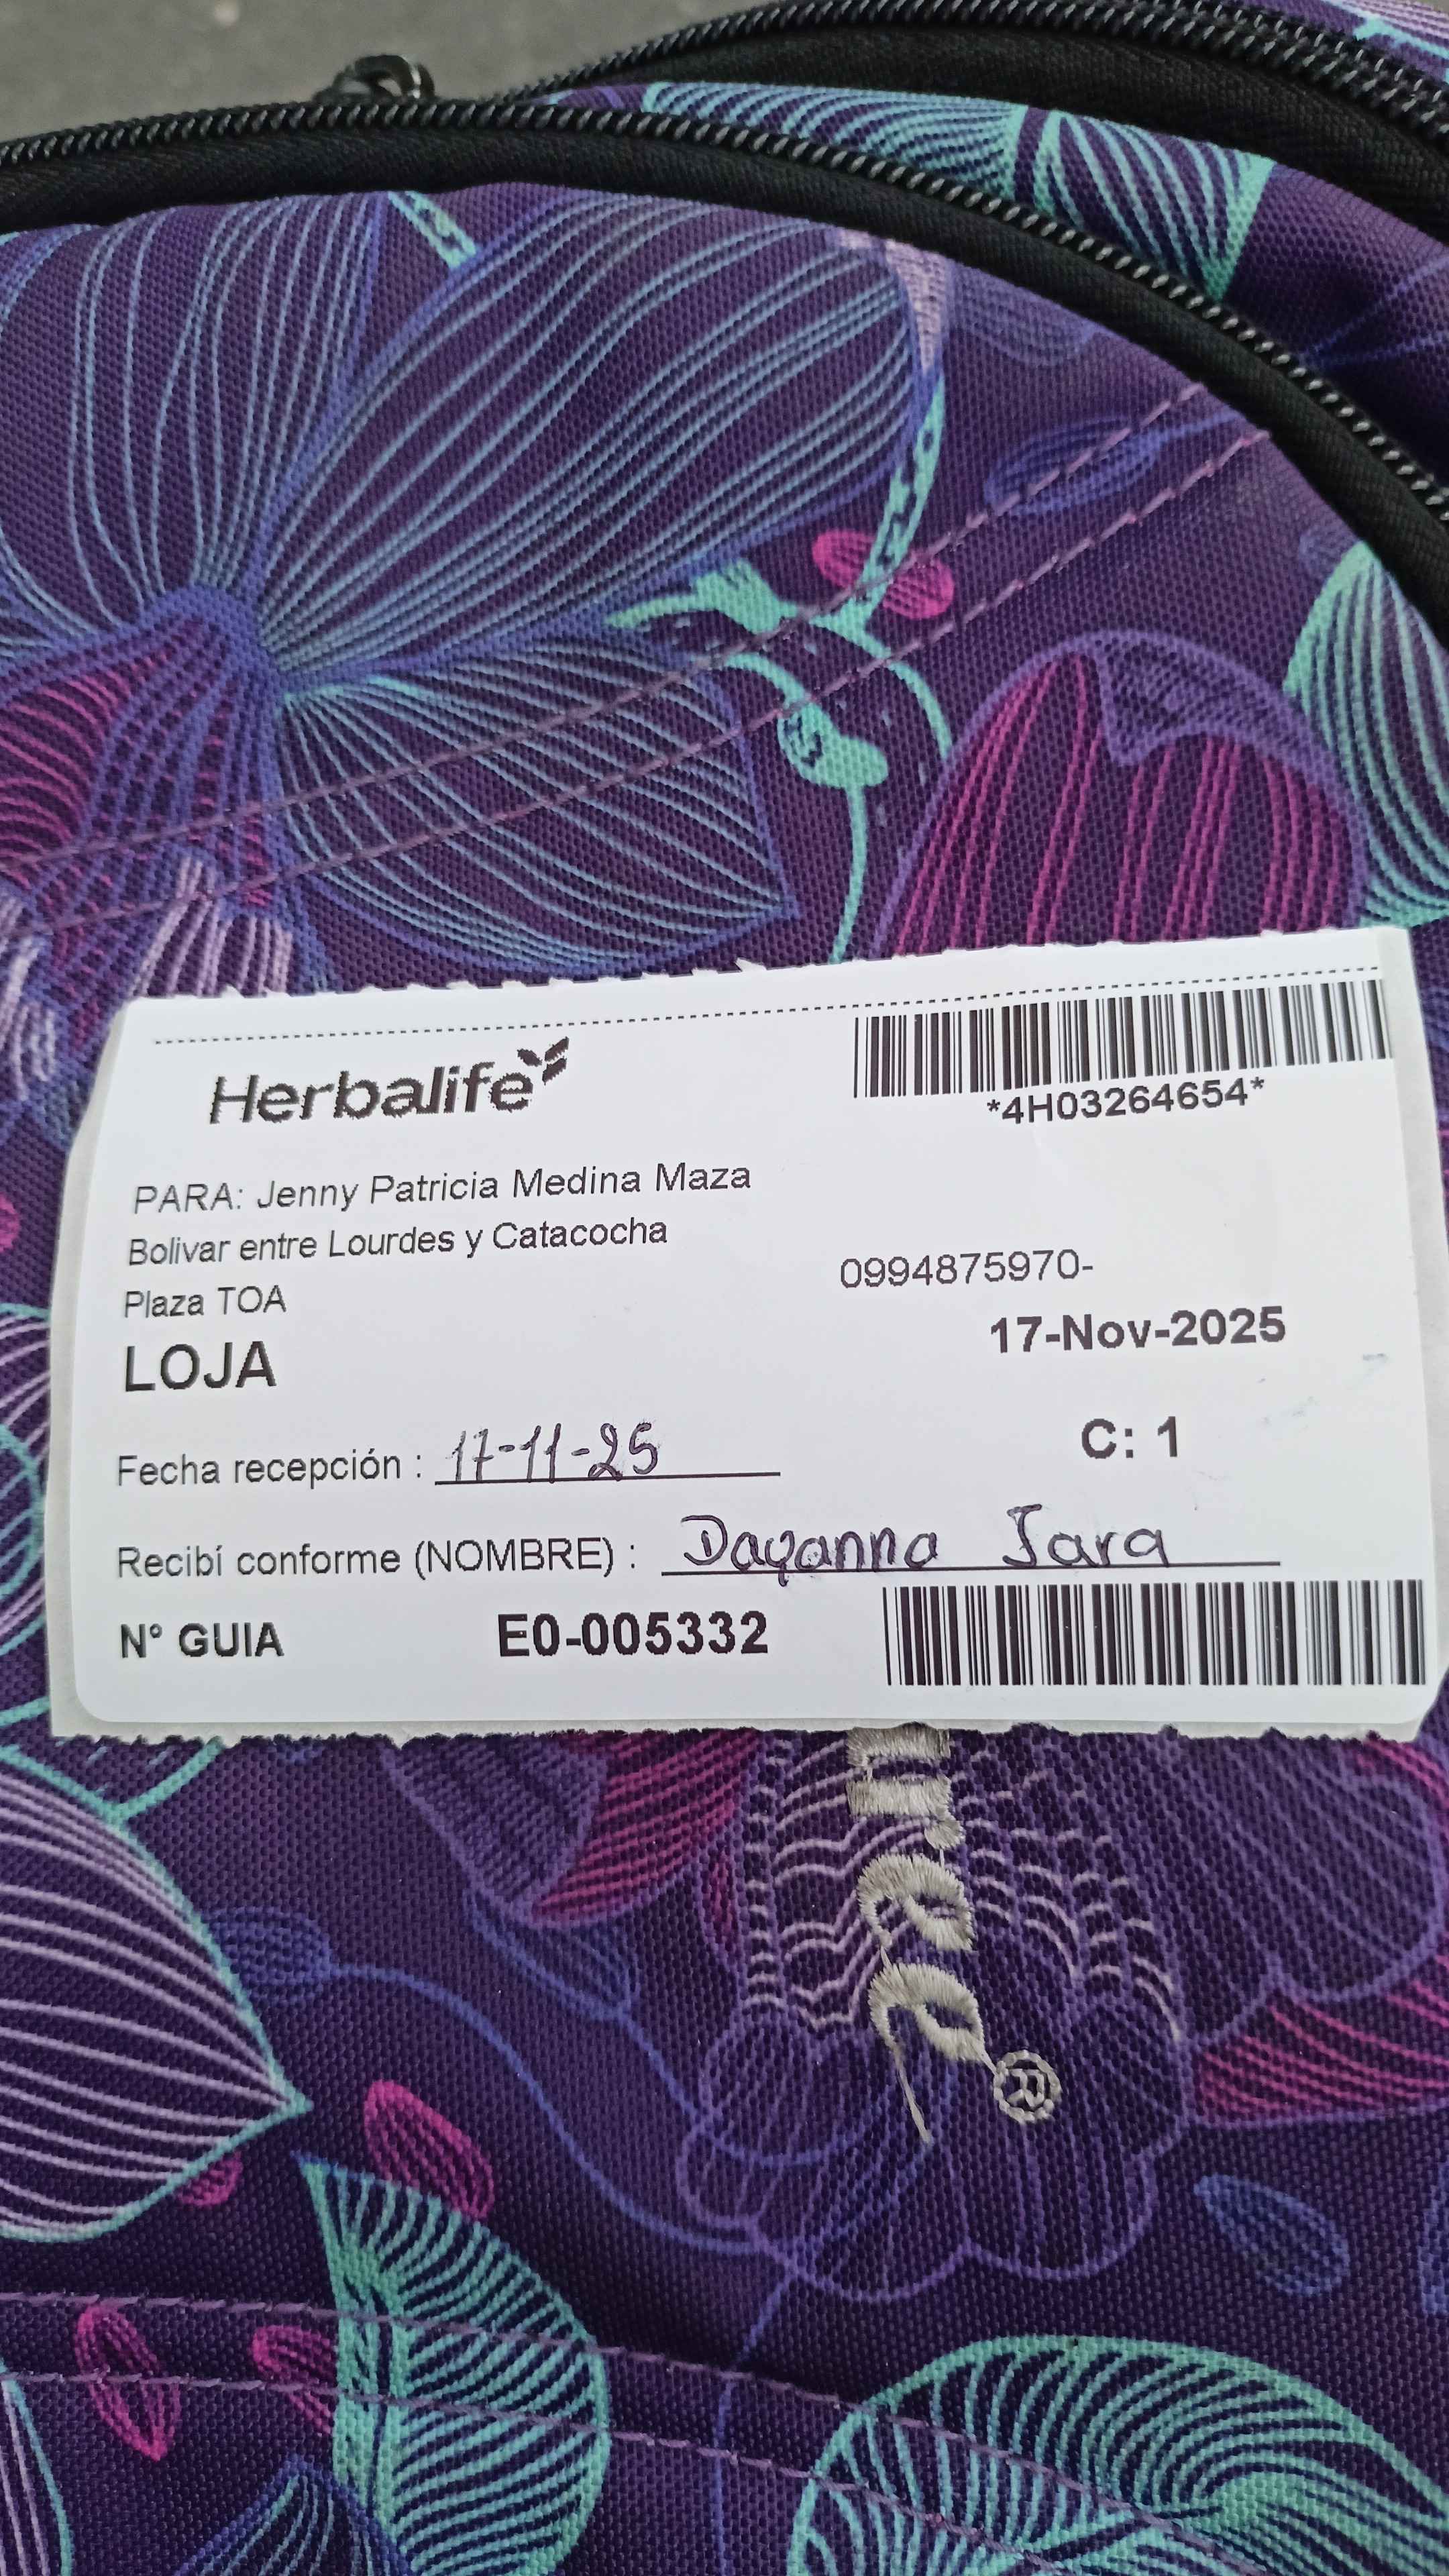 Herbalife
*4H03264654*
PARA: Jenny Patricia Medina Maza
Bolivar entre Lourdes y Catacocha
0994875970-
Plaza TOA
17-Nov-2025
LOJA
C: 1
Fecha recepción : 17-11-25
Recibí conforme (NOMBRE) : Dayanna Jara
N° GUIA E0-005332
®